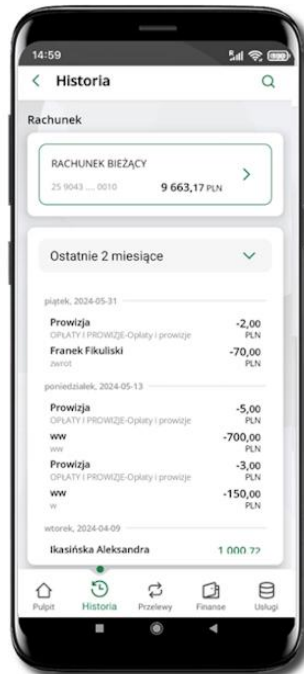 14:59
Historia
Rachunek
RACHUNEK BIEŻĄCY
25 9043 .... 0010 9 663,17 PLN
Ostatnie 2 miesiące
piątek, 2024-05-31
Prowizja -2,00
OPŁATY I PROWIZJE-Opłaty i prowizje PLN
Franek Fikuliski -70,00
zwrot PLN
poniedziałek, 2024-05-13
Prowizja -5,00
OPŁATY I PROWIZJE-Opłaty i prowizje PLN
ww -700,00
ww PLN
Prowizja -3,00
OPŁATY I PROWIZJE-Opłaty i prowizje PLN
ww -150,00
w PLN
wtorek, 2024-04-09
Ikasińska Aleksandra 1 000,72
Pulpit Historia Przelewy Finanse Usługi